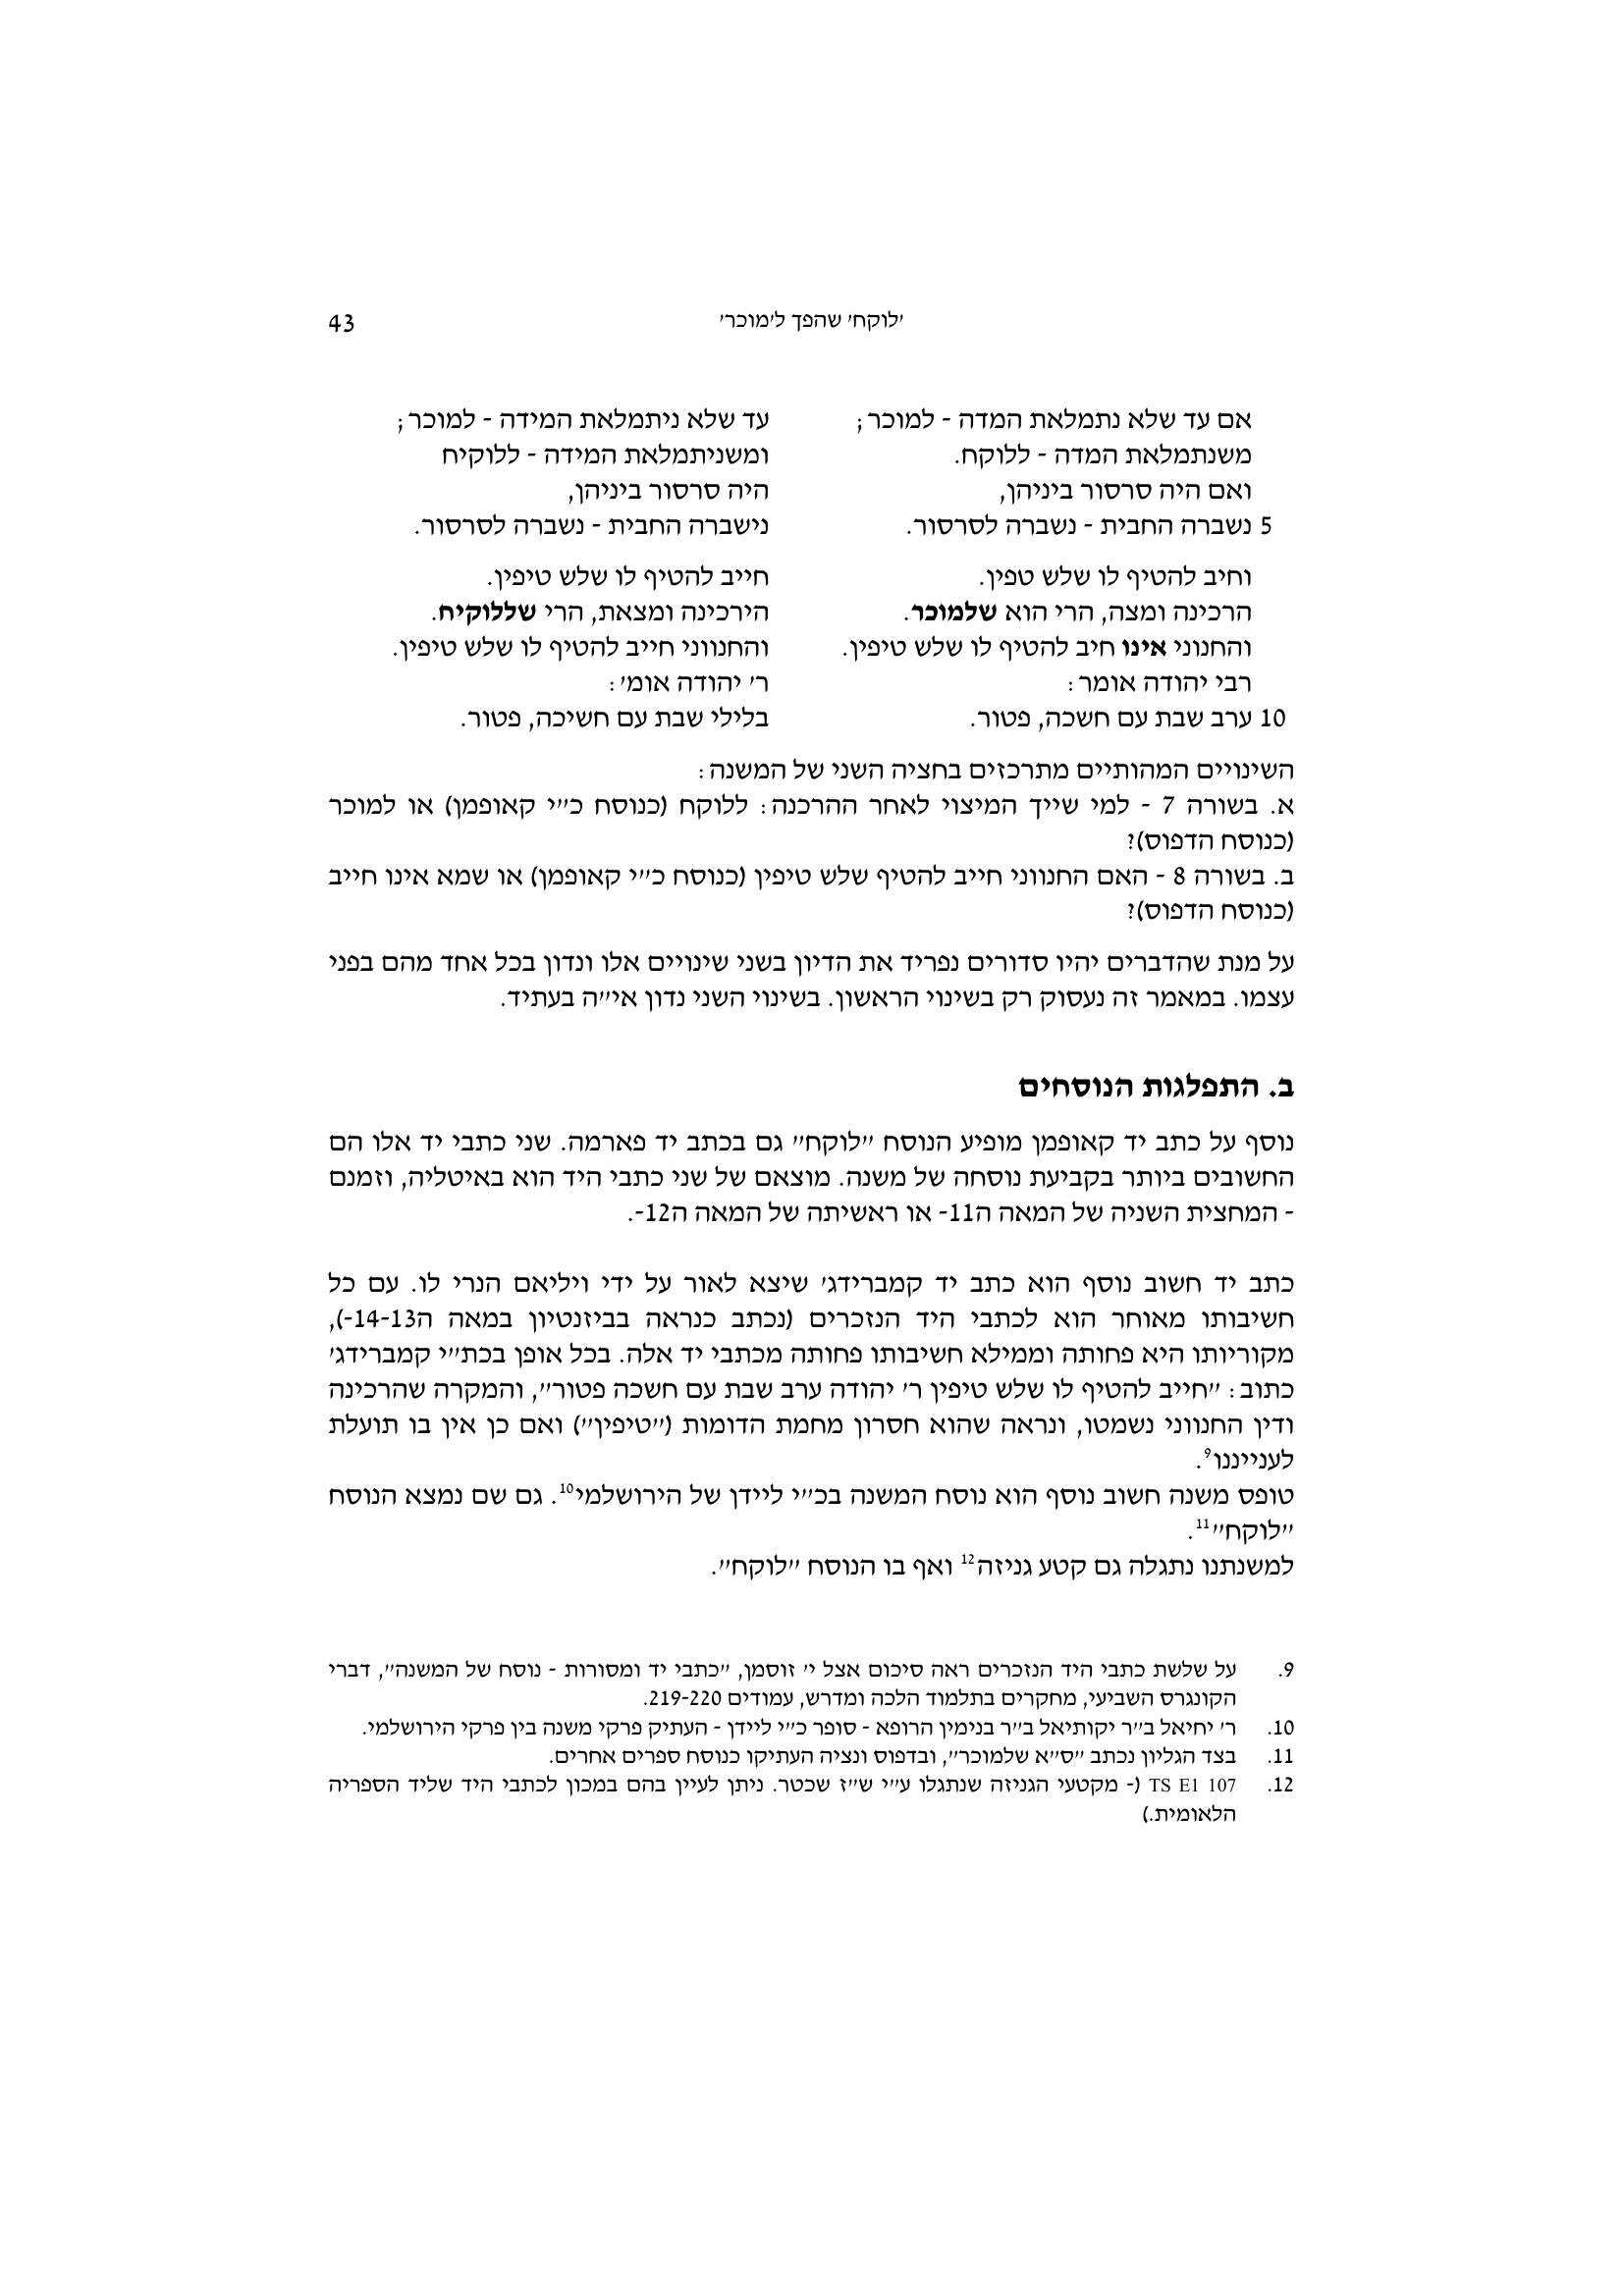 'לוקח' שהפך ל'מוכר'
43
אם עד שלא נתמלאת המדה - למוכר;
משנתמלאת המדה - ללוקח.
ואם היה סרסור ביניהן,
5 נשברה החבית - נשברה לסרסור.
וחיב להטיף לו שלש טפין.
הרכינה ומצה, הרי הוא שלמוכר.
והחנוני אינו חיב להטיף לו שלש טיפין.
רבי יהודה אומר:
10 ערב שבת עם חשכה, פטור.
עד שלא ניתמלאת המידה - למוכר;
ומשניתמלאת המידה - ללוקיח
היה סרסור ביניהן,
נישברה החבית - נשברה לסרסור.
חייב להטיף לו שלש טיפין.
הירכינה ומצאת, הרי שללוקיח.
והחנווני חייב להטיף לו שלש טיפין.
ר' יהודה אומ':
בלילי שבת עם חשיכה, פטור.
השינויים המהותיים מתרכזים בחציה השני של המשנה:
א. בשורה 7 - למי שייך המיצוי לאחר ההרכנה: ללוקח (כנוסח כ"י קאופמן) או למוכר
(כנוסח הדפוס)?
ב. בשורה 8 - האם החנווני חייב להטיף שלש טיפין (כנוסח כ"י קאופמן) או שמא אינו חייב
(כנוסח הדפוס)?
על מנת שהדברים יהיו סדורים נפריד את הדיון בשני שינויים אלו ונדון בכל אחד מהם בפני
עצמו. במאמר זה נעסוק רק בשינוי הראשון. בשינוי השני נדון אי"ה בעתיד.
ב. התפלגות הנוסחים
נוסף על כתב יד קאופמן מופיע הנוסח "לוקח" גם בכתב יד פארמה. שני כתבי יד אלו הם
החשובים ביותר בקביעת נוסחה של משנה. מוצאם של שני כתבי היד הוא באיטליה, וזמנם
- המחצית השניה של המאה ה11- או ראשיתה של המאה ה12-.
כתב יד חשוב נוסף הוא כתב יד קמברידג' שיצא לאור על ידי ויליאם הנרי לו. עם כל
חשיבותו מאוחר הוא לכתבי היד הנזכרים (נכתב כנראה בביזנטיון במאה ה14-13-),
מקוריותו היא פחותה וממילא חשיבותו פחותה מכתבי יד אלה. בכל אופן בכת"י קמברידג'
כתוב: "חייב להטיף לו שלש טיפין ר' יהודה ערב שבת עם חשכה פטור", והמקרה שהרכינה
ודין החנווני נשמטו, ונראה שהוא חסרון מחמת הדומות ("טיפין") ואם כן אין בו תועלת
לענייננו9.
טופס משנה חשוב נוסף הוא נוסח המשנה בכ"י ליידן של הירושלמי10. גם שם נמצא הנוסח
"לוקח"11.
למשנתנו נתגלה גם קטע גניזה12 ואף בו הנוסח "לוקח".
9. על שלשת כתבי היד הנזכרים ראה סיכום אצל י' זוסמן, "כתבי יד ומסורות - נוסח של המשנה", דברי
הקונגרס השביעי, מחקרים בתלמוד הלכה ומדרש, עמודים 219-220.
10. ר' יחיאל ב"ר יקותיאל ב"ר בנימין הרופא - סופר כ"י ליידן - העתיק פרקי משנה בין פרקי הירושלמי.
11. בצד הגליון נכתב "ס"א שלמוכר", ובדפוס ונציה העתיקו כנוסח ספרים אחרים.
12. TS E1 107 (- מקטעי הגניזה שנתגלו ע"י ש"ז שכטר. ניתן לעיין בהם במכון לכתבי היד שליד הספריה
הלאומית.)